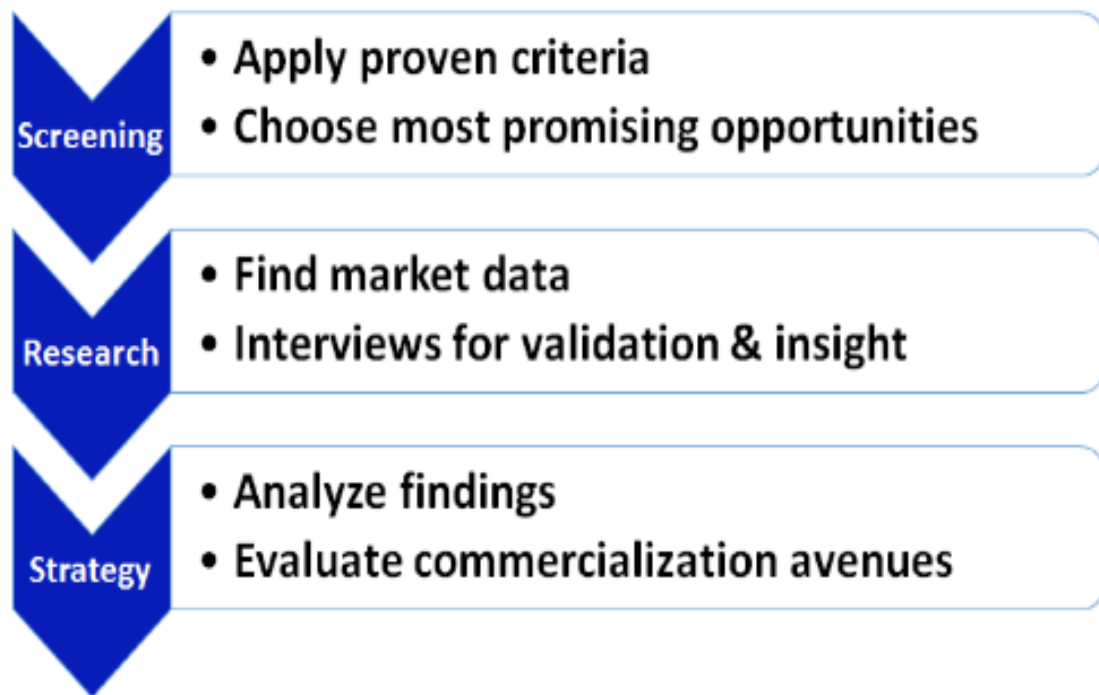 Screening
• Apply proven criteria
• Choose most promising opportunities
Research
• Find market data
• Interviews for validation & insight
Strategy
• Analyze findings
• Evaluate commercialization avenues